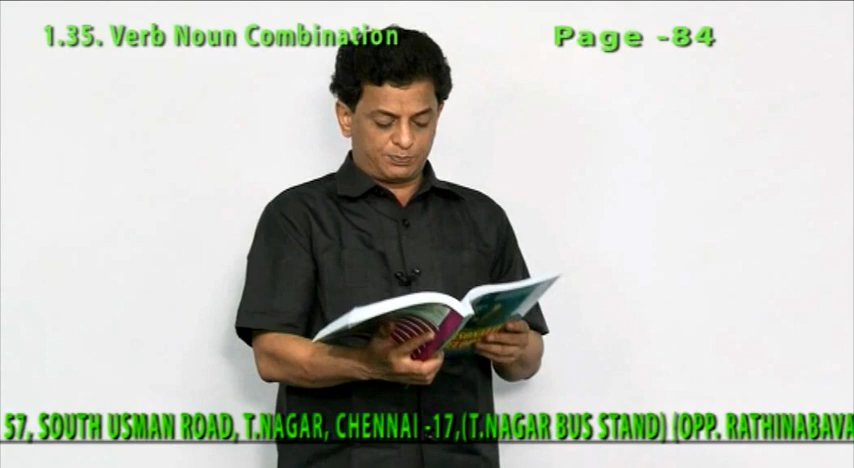 1.35. Verb Noun Combination
Page -84
57, SOUTH USMAN ROAD, T.NAGAR, CHENNAI -17,(T.NAGAR BUS STAND) (OPP. RATHINABAVA